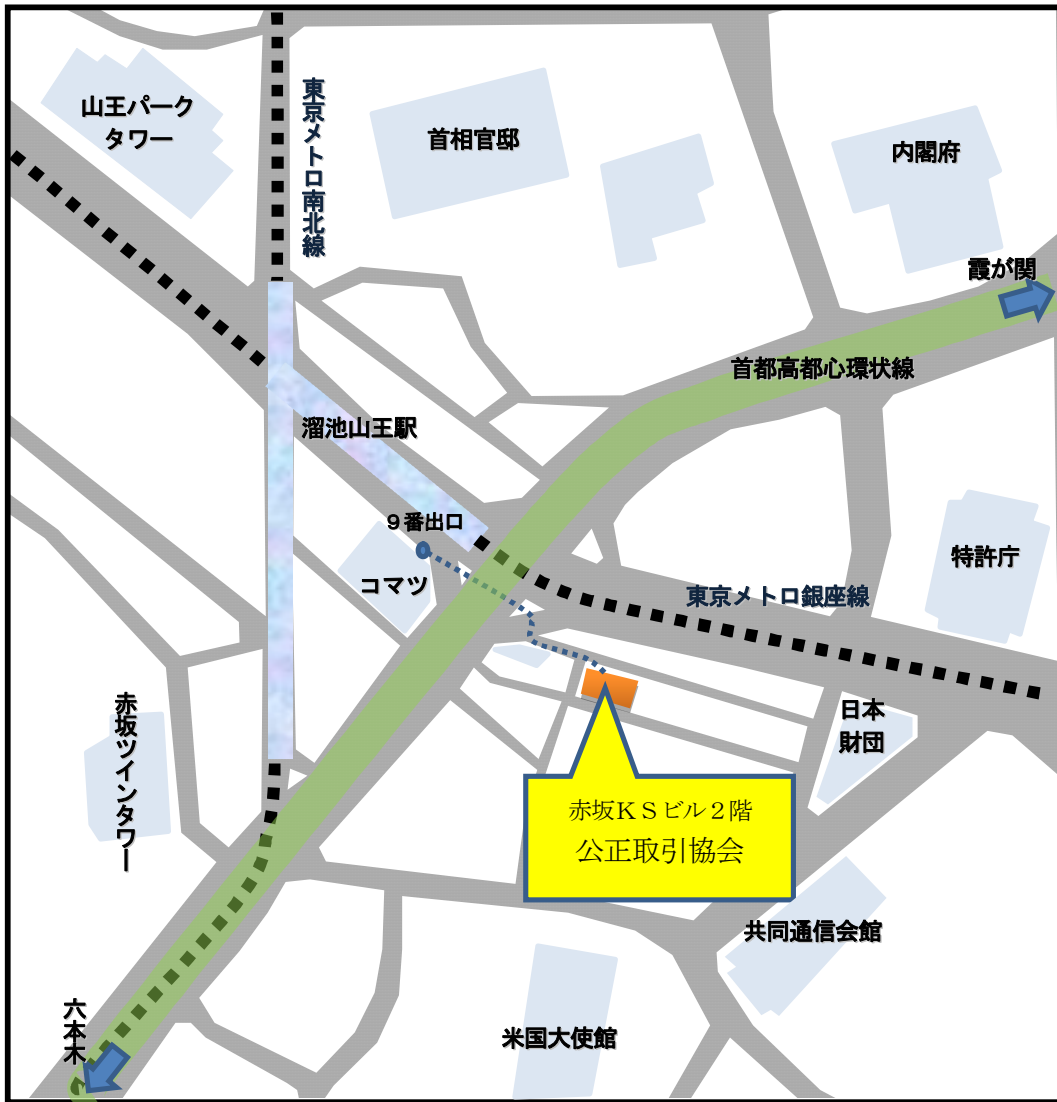 山王パーク
タワー
東京メトロ南北線
首相官邸
内閣府
霞が関
首都高都心環状線
溜池山王駅
９番出口
コマツ
特許庁
東京メトロ銀座線
赤坂ツインタワー
日本
財団
赤坂ＫＳビル２階
公正取引協会
共同通信会館
六本木
米国大使館